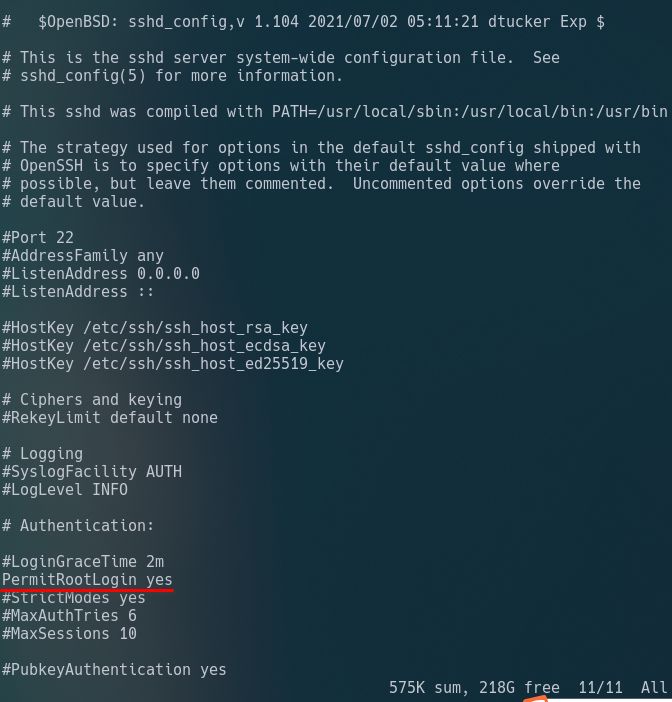 #   $OpenBSD: sshd_config,v 1.104 2021/07/02 05:11:21 dtucker Exp $
# This is the sshd server system-wide configuration file.  See
# sshd_config(5) for more information.
# This sshd was compiled with PATH=/usr/local/sbin:/usr/local/bin:/usr/bin
# The strategy used for options in the default sshd_config shipped with
# OpenSSH is to specify options with their default value where
# possible, but leave them commented.  Uncommented options override the
# default value.
#Port 22
#AddressFamily any
#ListenAddress 0.0.0.0
#ListenAddress ::
#HostKey /etc/ssh/ssh_host_rsa_key
#HostKey /etc/ssh/ssh_host_ecdsa_key
#HostKey /etc/ssh/ssh_host_ed25519_key
# Ciphers and keying
#RekeyLimit default none
# Logging
#SyslogFacility AUTH
#LogLevel INFO
# Authentication:
#LoginGraceTime 2m
PermitRootLogin yes
#StrictModes yes
#MaxAuthTries 6
#MaxSessions 10
#PubkeyAuthentication yes
575K sum, 218G free  11/11  All